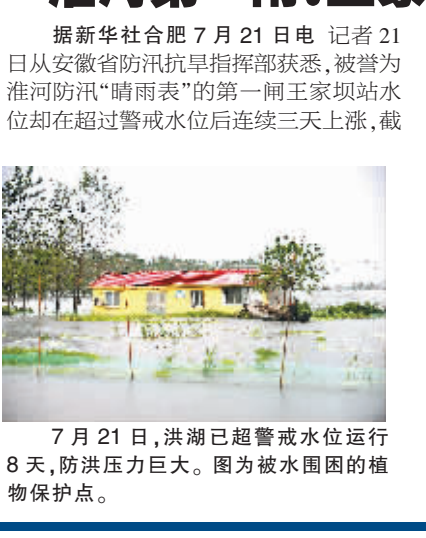 据新华社合肥7月21日电 记者21
日从安徽省防汛抗旱指挥部获悉,被誉为
淮河防汛“晴雨表”的第一闸王家坝站水
位却在超过警戒水位后连续三天上涨,截
7月21日,洪湖已超警戒水位运行
8天,防洪压力巨大。图为被水围困的植
物保护点。